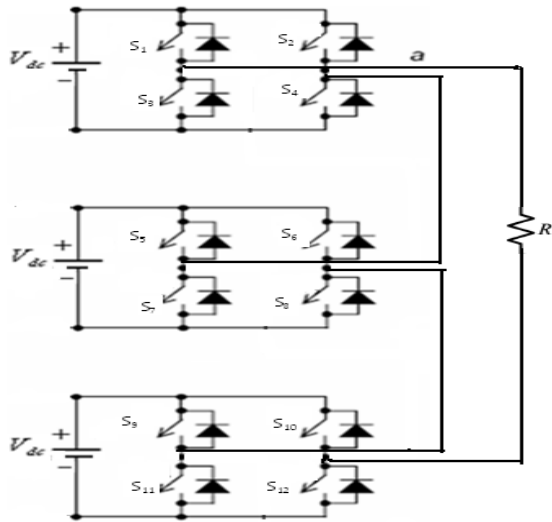 S1
S2
a
Vdc
+
−
S3
S4
S5
S6
R
Vdc
+
−
S7
S8
S9
S10
Vdc
+
−
S11
S12